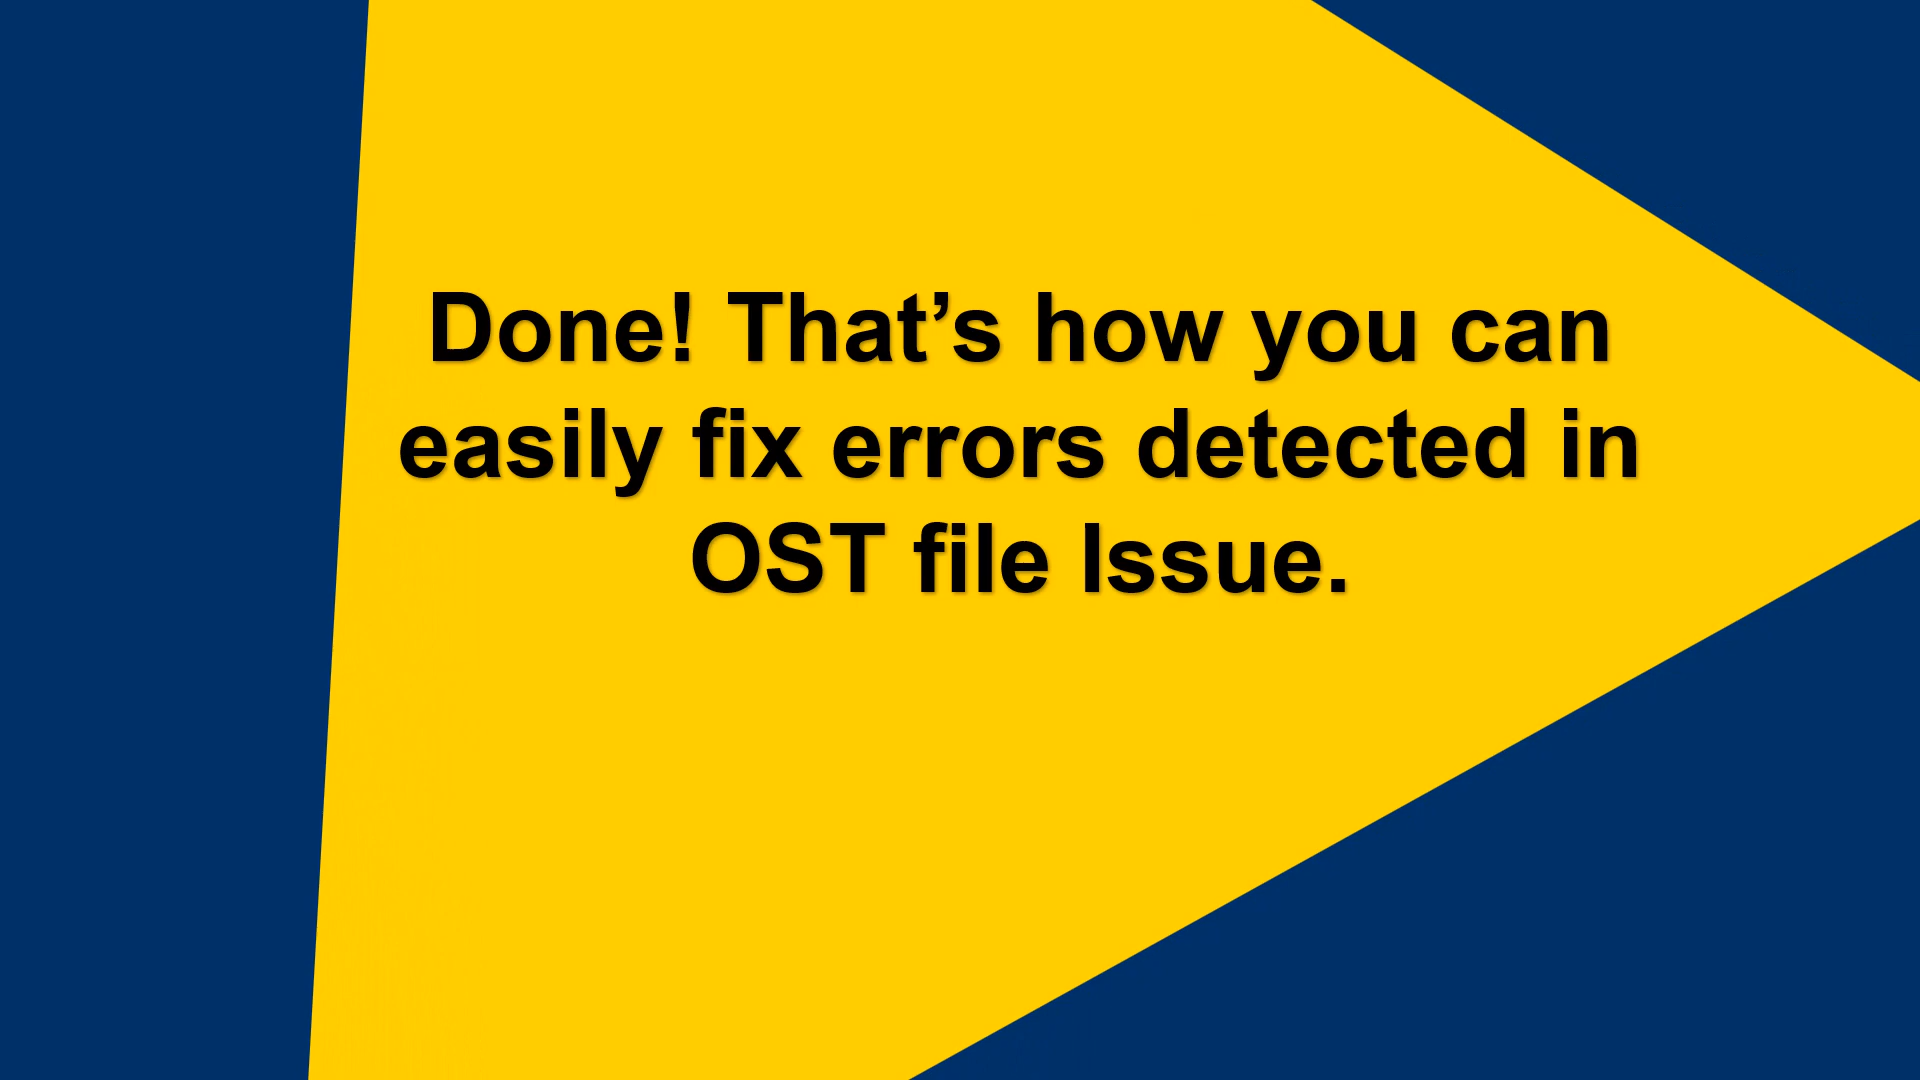 Done! That’s how you can
easily fix errors detected in
OST file Issue.